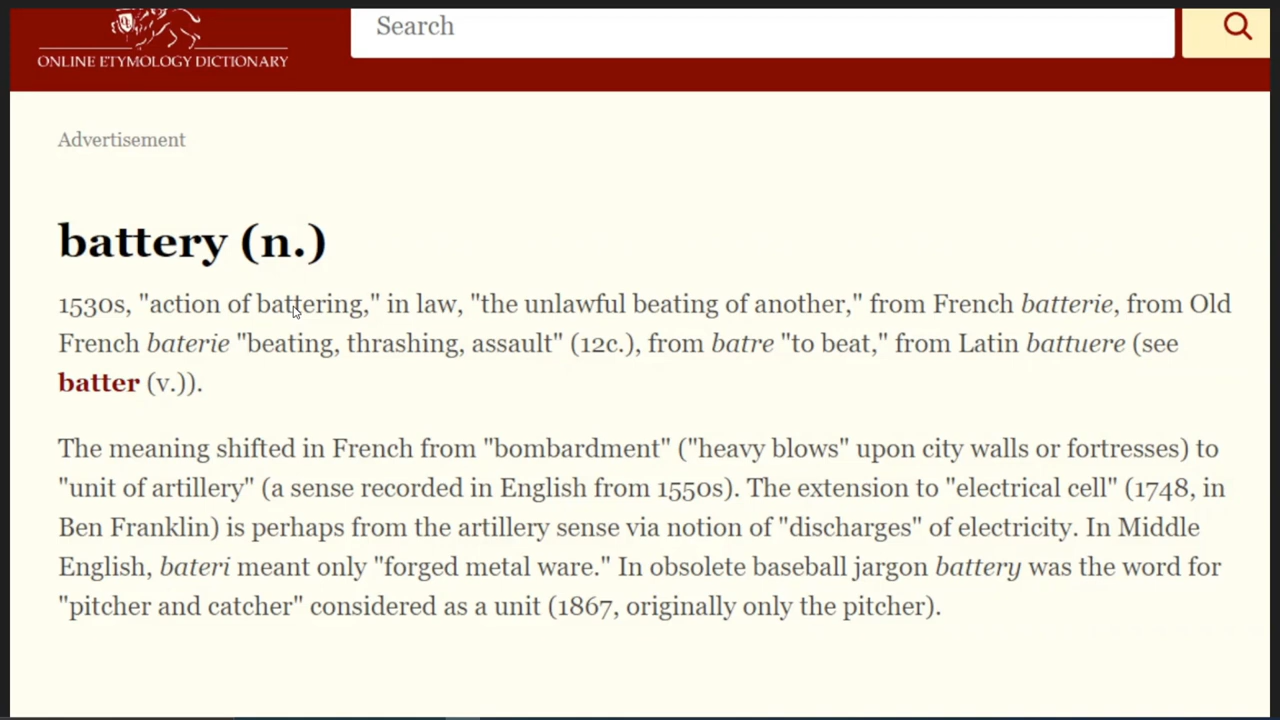 ONLINE ETYMOLOGY DICTIONARY
Search
Advertisement
battery (n.)
1530s, "action of battering," in law, "the unlawful beating of another," from French batterie, from Old
French baterie "beating, thrashing, assault" (12c.), from batre "to beat," from Latin battuere (see
batter (v.)).
The meaning shifted in French from "bombardment" ("heavy blows" upon city walls or fortresses) to
"unit of artillery" (a sense recorded in English from 1550s). The extension to "electrical cell" (1748, in
Ben Franklin) is perhaps from the artillery sense via notion of "discharges" of electricity. In Middle
English, bateri meant only "forged metal ware." In obsolete baseball jargon battery was the word for
"pitcher and catcher" considered as a unit (1867, originally only the pitcher).